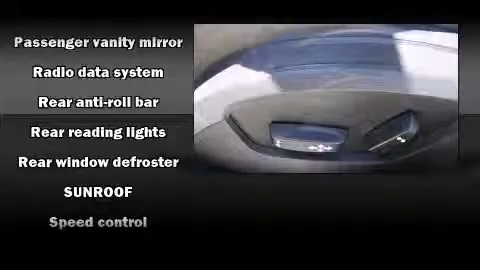 Passenger vanity mirror
Radio data system
Rear anti-roll bar
Rear reading lights
Rear window defroster
SUNROOF
Speed control